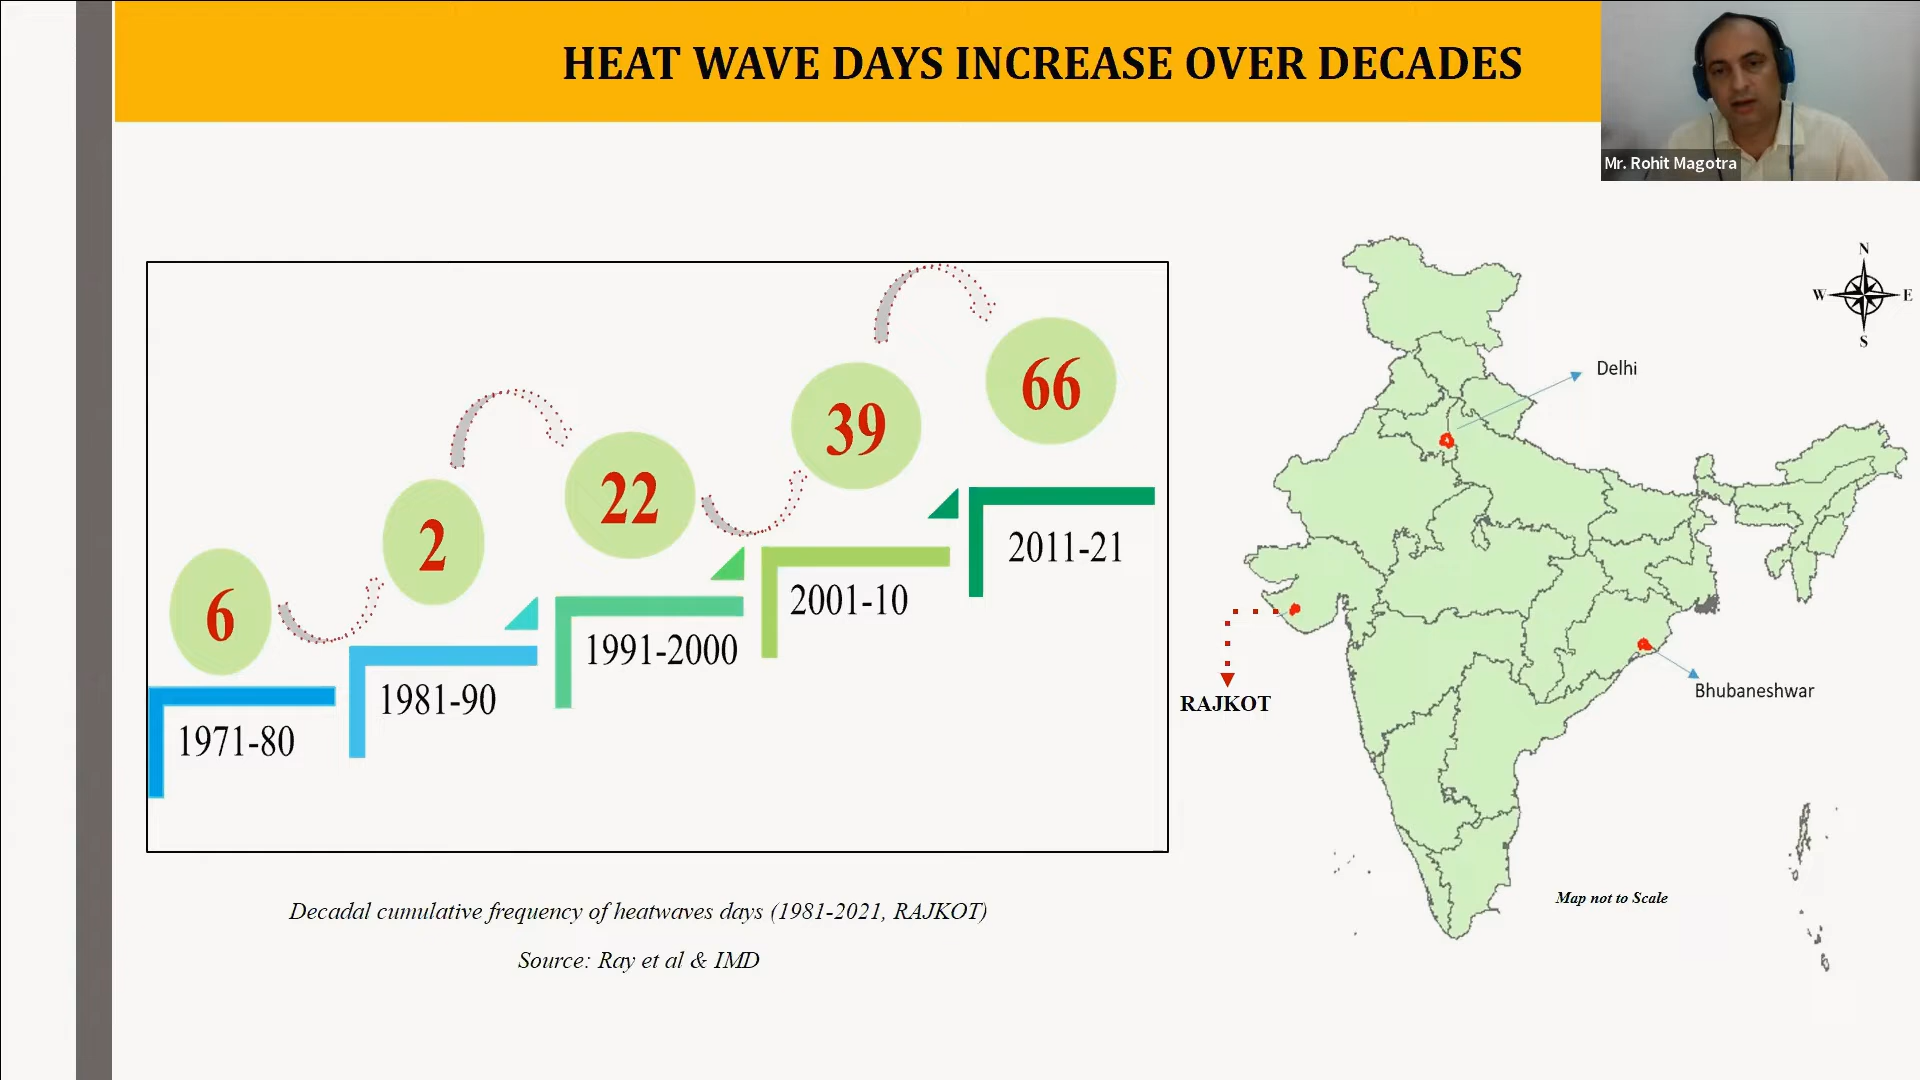 HEAT WAVE DAYS INCREASE OVER DECADES
Mr. Rohit Magotra
6
2
22
39
66
1971-80
1981-90
1991-2000
2001-10
2011-21
Decadal cumulative frequency of heatwaves days (1981-2021, RAJKOT)
Source: Ray et al & IMD
N
W
E
S
Delhi
RAJKOT
Bhubaneshwar
Map not to Scale